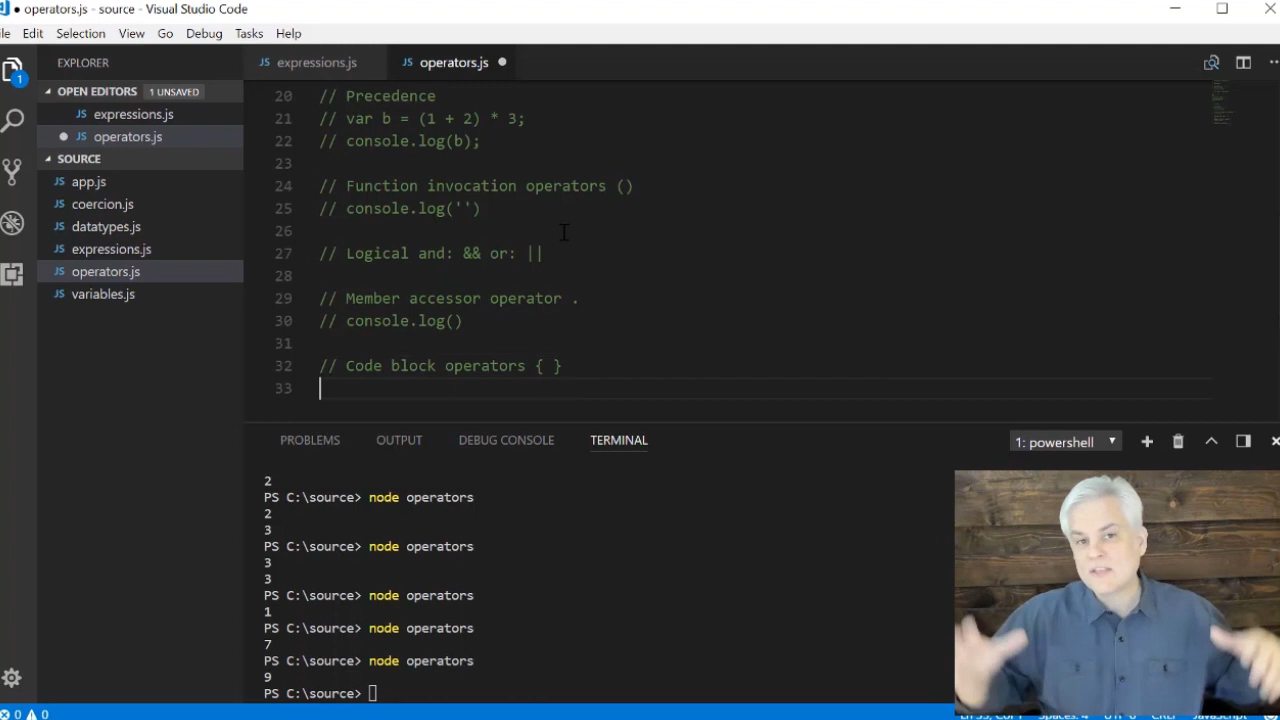 operators.js - source - Visual Studio Code
Edit Selection View Go Debug Tasks Help
EXPLORER
OPEN EDITORS 1 UNSAVED
JS expressions.js
JS operators.js
SOURCE
JS app.js
JS coercion.js
JS datatypes.js
JS expressions.js
JS operators.js
JS variables.js
1
JS expressions.js JS operators.js
20 // Precedence
21 // var b = (1 + 2) * 3;
22 // console.log(b);
23
24 // Function invocation operators ()
25 // console.log('')
26
27 // Logical and: && or: ||
28
29 // Member accessor operator .
30 // console.log()
31
32 // Code block operators { }
33
PROBLEMS OUTPUT DEBUG CONSOLE TERMINAL 1: powershell
2
PS C:\source> node operators
2
3
PS C:\source> node operators
3
3
PS C:\source> node operators
1
PS C:\source> node operators
7
PS C:\source> node operators
9
PS C:\source>
0 0